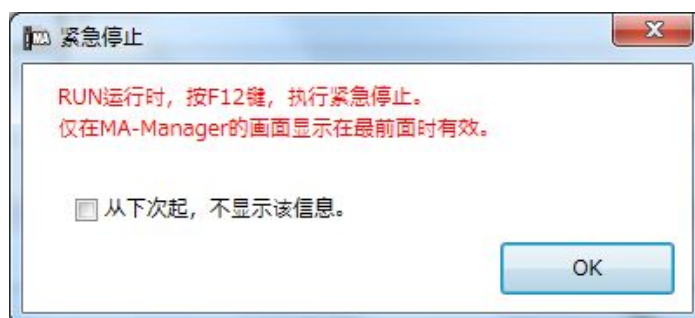 MA 紧急停止
RUN运行时，按F12键，执行紧急停止。
仅在MA-Manager的画面显示在最前面时有效。
从下次起，不显示该信息。
OK